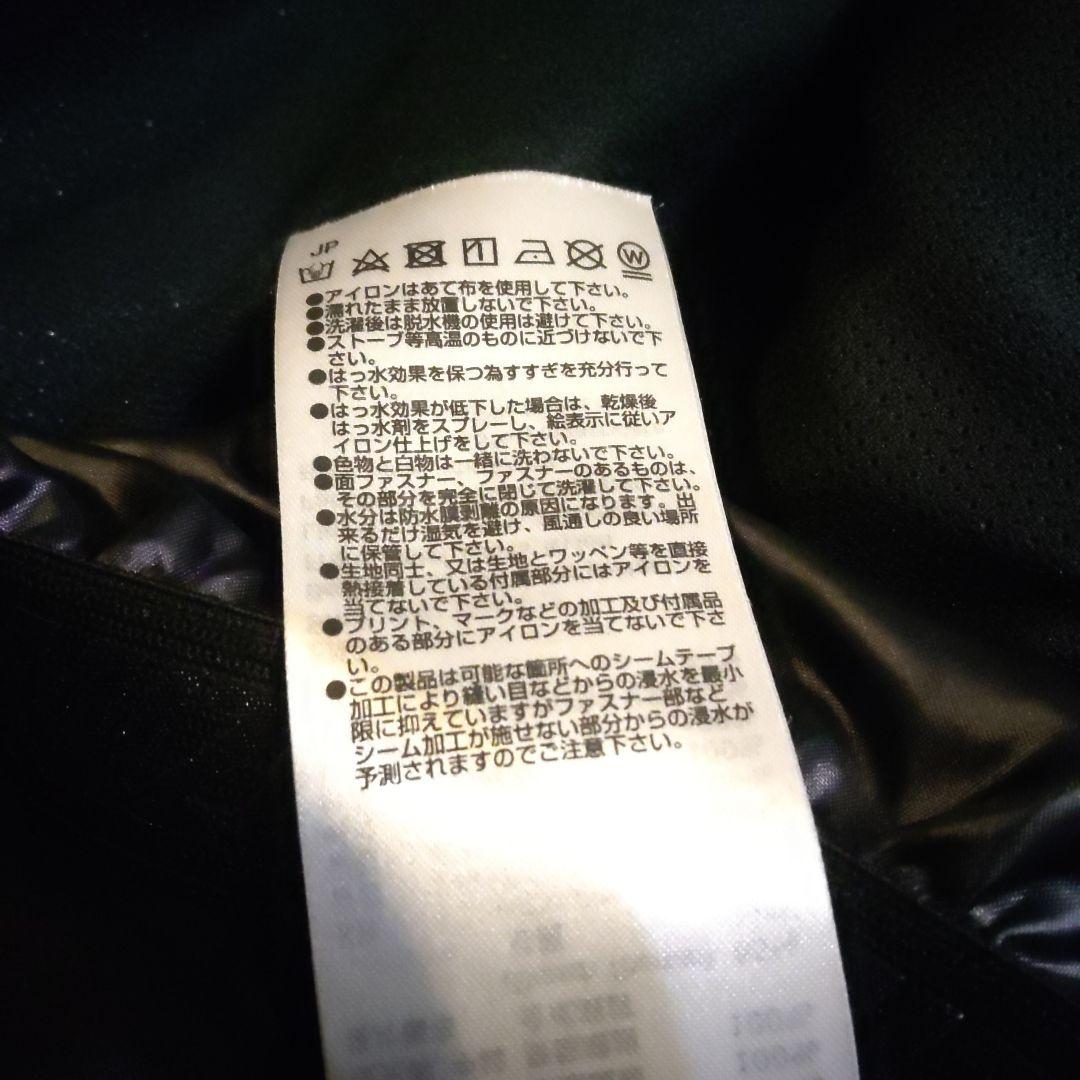 JP
W
●アイロンはあて布を使用して下さい。
●濡れたまま放置しないで下さい。
●洗濯後は脱水機の使用は避けて下さい。
●ストーブ等高温のものに近づけないで下
さい。
●はっ水効果を保つ為すすぎを充分行って
下さい。
●はっ水効果が低下した場合は、乾燥後
はっ水剤をスプレーし、絵表示に従いア
イロン仕上げをして下さい。
●色物と白物は一緒に洗わないで下さい。
●面ファスナー、ファスナーのあるものは、
その部分を完全に閉じて洗濯して下さい。
●水分は防水膜剥離の原因になります。出
来るだけ湿気を避け、風通しの良い場所
に保管して下さい。
●生地同士、又は生地とワッペン等を直接
熱接着している付属部分にはアイロンを
当てないで下さい。
●プリント、マークなどの加工及び付属品
のある部分にアイロンを当てないで下さ
い。
●この製品は可能な箇所へのシームテープ
加工により縫い目などからの浸水を最小
限に抑えていますがファスナー部など
シーム加工が施せない部分からの浸水が
予測されますのでご注意下さい。